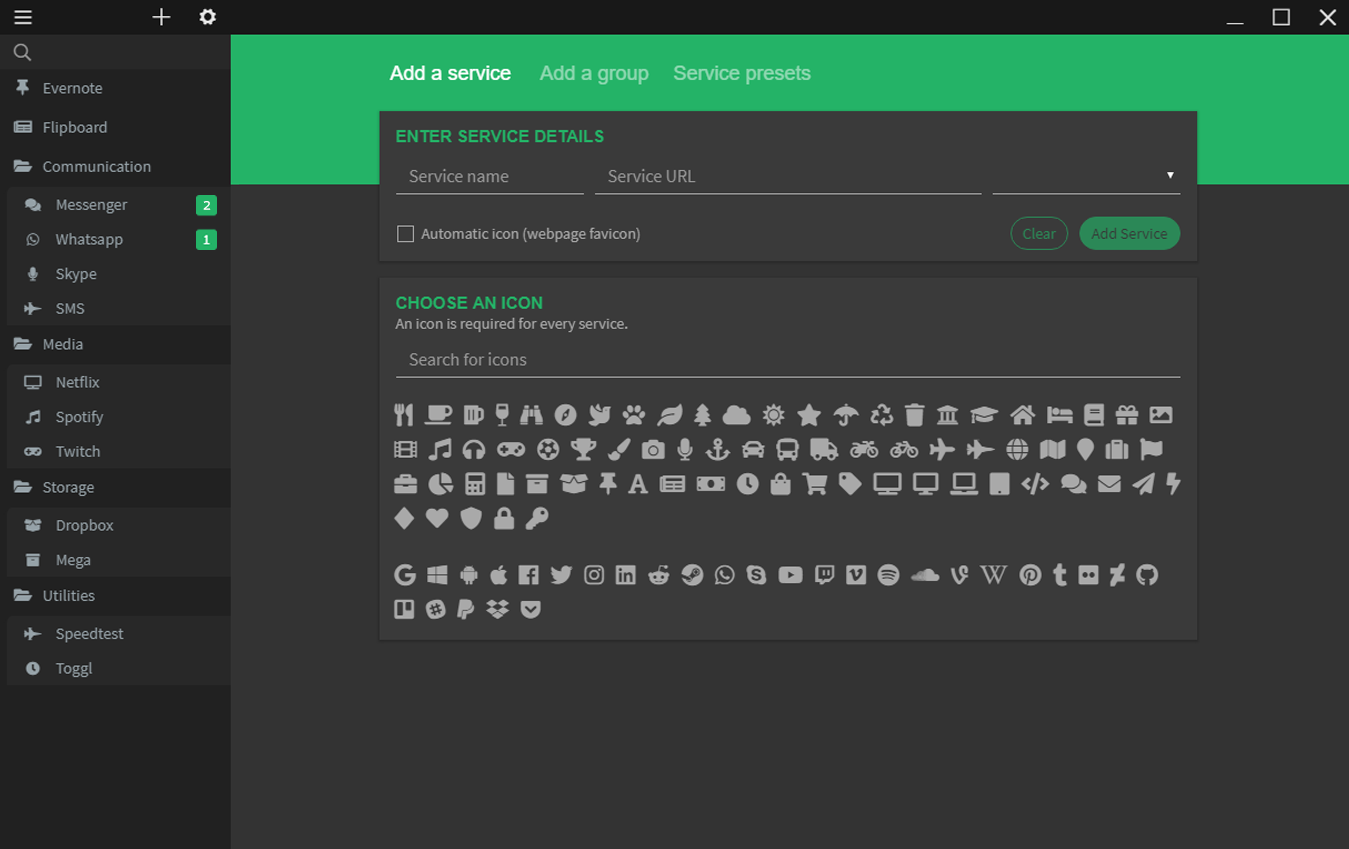 Evernote
Flipboard
Communication
Messenger 2
Whatsapp 1
Skype
SMS
Media
Netflix
Spotify
Twitch
Storage
Dropbox
Mega
Utilities
Speedtest
Toggl
Add a service Add a group Service presets
ENTER SERVICE DETAILS
Service name Service URL
Automatic icon (webpage favicon) Clear Add Service
CHOOSE AN ICON
An icon is required for every service.
Search for icons